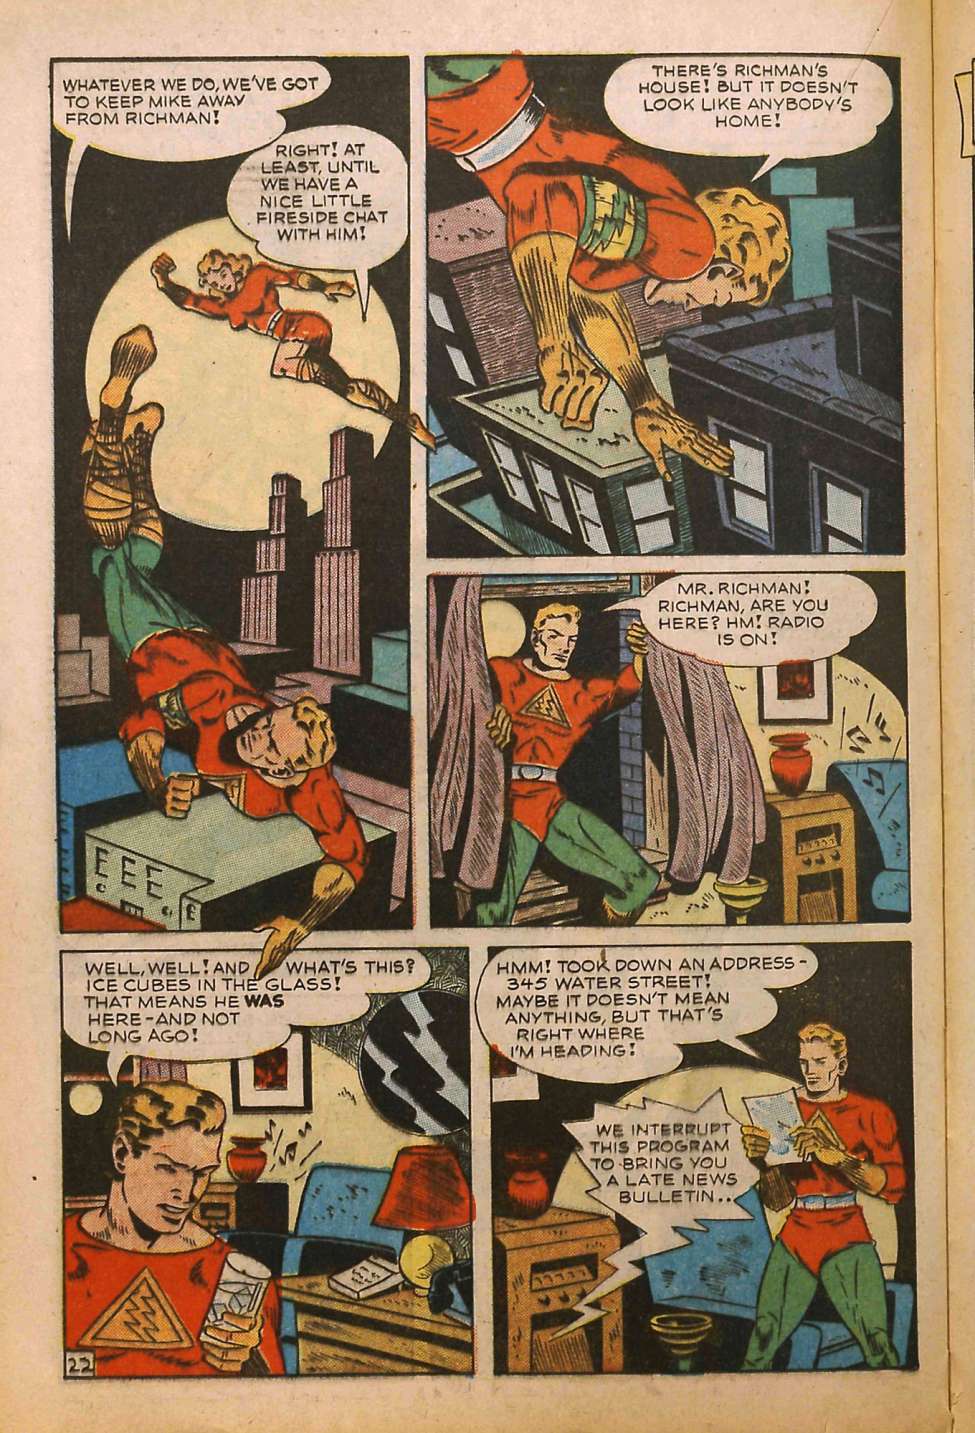 WHATEVER WE DO, WE'VE GOT
TO KEEP MIKE AWAY
FROM RICHMAN!
RIGHT! AT
LEAST, UNTIL
WE HAVE A
NICE LITTLE
FIRESIDE CHAT
WITH HIM!
THERE'S RICHMAN'S
HOUSE! BUT IT DOESN'T
LOOK LIKE ANYBODY'S
HOME!
MR. RICHMAN!
RICHMAN, ARE YOU
HERE? HM! RADIO
IS ON!
WELL, WELL! AND WHAT'S THIS?
ICE CUBES IN THE GLASS!
THAT MEANS HE WAS
HERE-AND NOT
LONG AGO!
HMM! TOOK DOWN AN ADDRESS-
345 WATER STREET!
MAYBE IT DOESN'T MEAN
ANYTHING, BUT THAT'S
RIGHT WHERE
I'M HEADING!
WE INTERRUPT
THIS PROGRAM
TO BRING YOU
A LATE NEWS
BULLETIN..
22